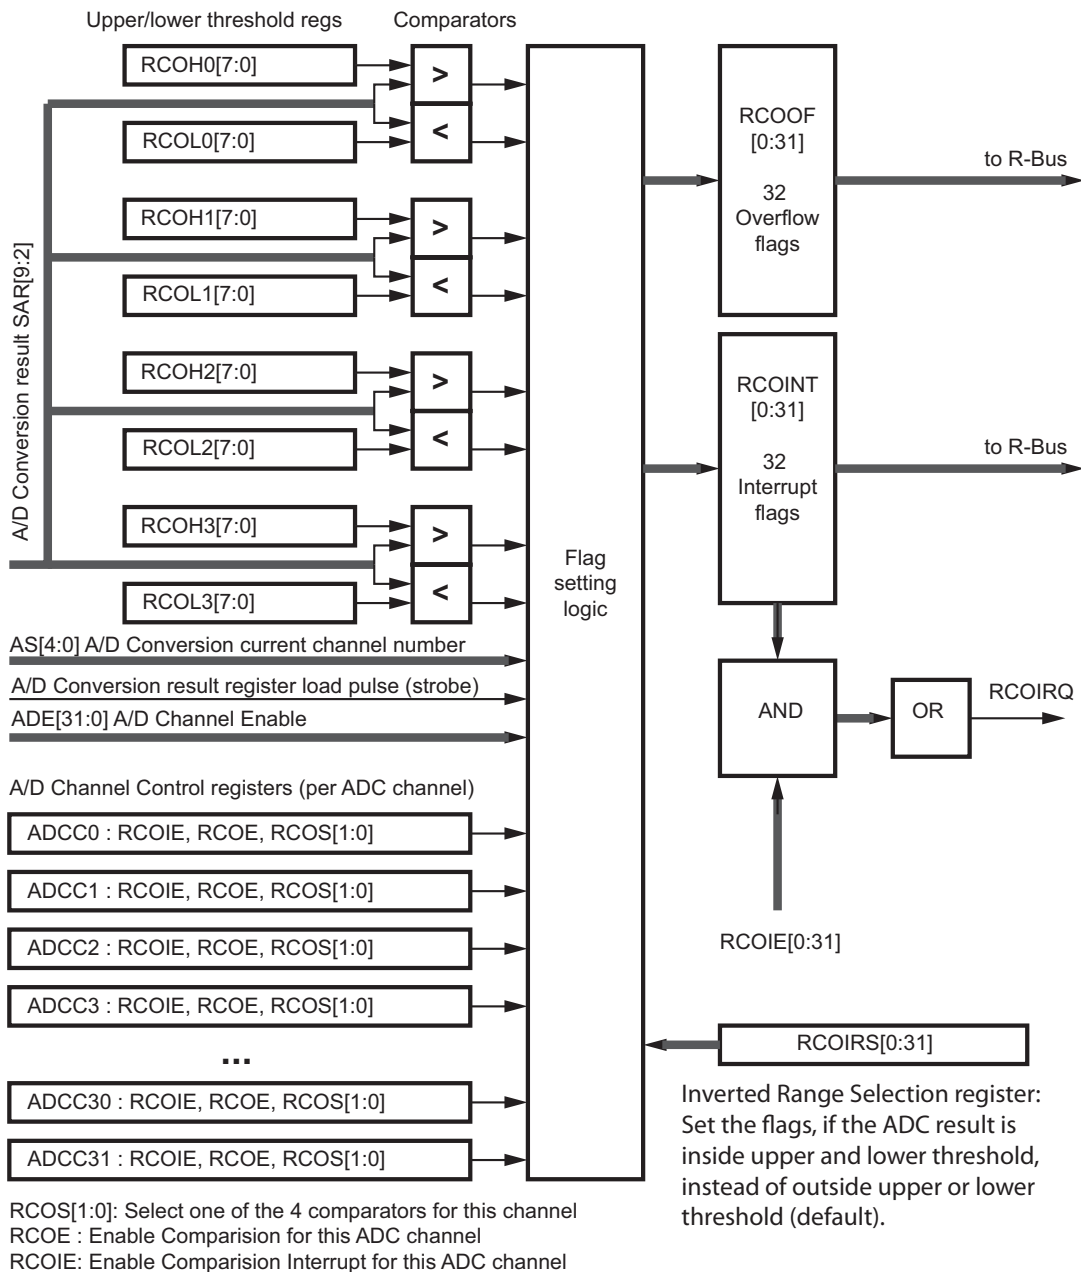 Upper/lower threshold regs
Comparators
RCOH0[7:0]
>
<
RCOL0[7:0]
RCOH1[7:0]
>
<
RCOL1[7:0]
RCOH2[7:0]
>
<
RCOL2[7:0]
RCOH3[7:0]
>
<
RCOL3[7:0]
A/D Conversion result SAR[9:2]
AS[4:0] A/D Conversion current channel number
A/D Conversion result register load pulse (strobe)
ADE[31:0] A/D Channel Enable
A/D Channel Control registers (per ADC channel)
ADCC0 : RCOIE, RCOE, RCOS[1:0]
ADCC1 : RCOIE, RCOE, RCOS[1:0]
ADCC2 : RCOIE, RCOE, RCOS[1:0]
ADCC3 : RCOIE, RCOE, RCOS[1:0]
...
ADCC30 : RCOIE, RCOE, RCOS[1:0]
ADCC31 : RCOIE, RCOE, RCOS[1:0]
RCOS[1:0]: Select one of the 4 comparators for this channel
RCOE : Enable Comparision for this ADC channel
RCOIE: Enable Comparision Interrupt for this ADC channel
Flag
setting
logic
RCOOF
[0:31]
32
Overflow
flags
to R-Bus
RCOINT
[0:31]
32
Interrupt
flags
to R-Bus
AND
OR
RCOIRQ
RCOIE[0:31]
RCOIRS[0:31]
Inverted Range Selection register:
Set the flags, if the ADC result is
inside upper and lower threshold,
instead of outside upper or lower
threshold (default).